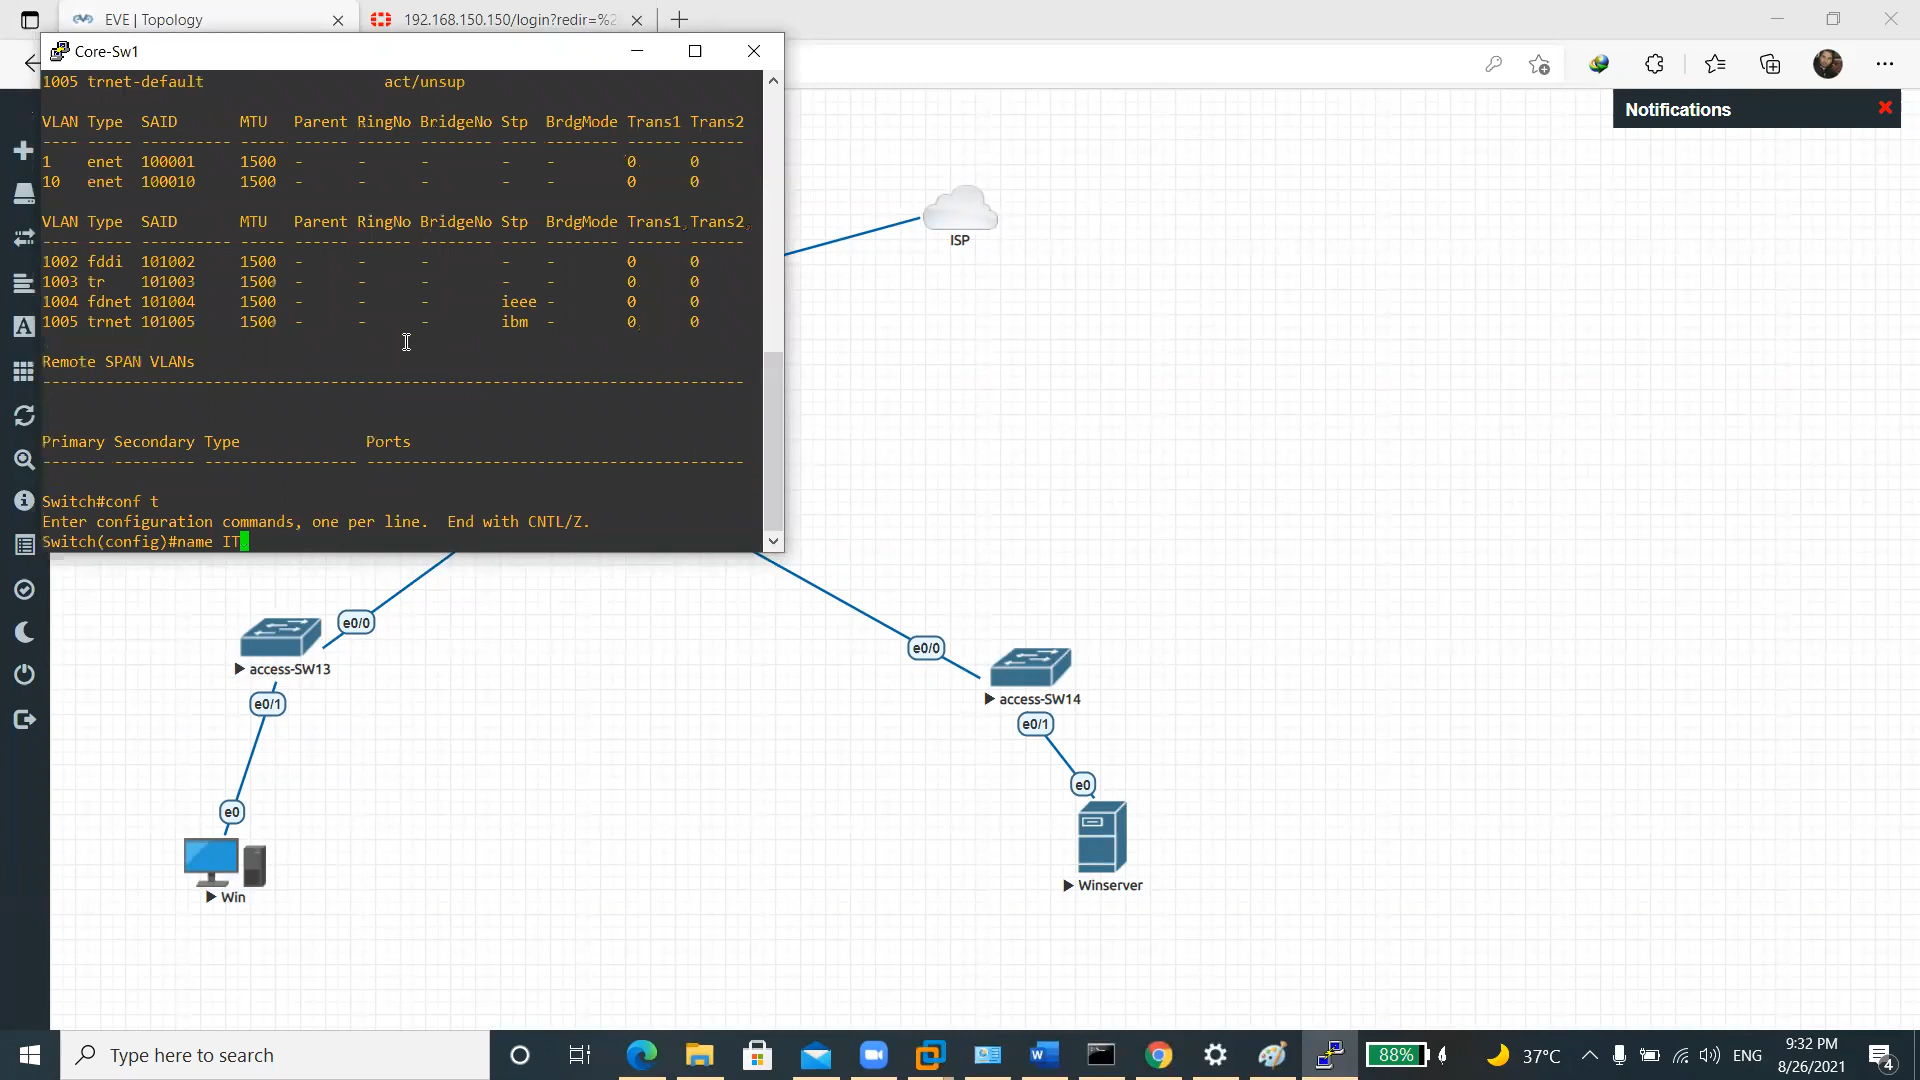 EVE | Topology
192.168.150.150/login?redir=%2
Core-Sw1
1005 trnet-default act/unsup
VLAN Type SAID MTU Parent RingNo BridgeNo Stp BrdgMode Trans1 Trans2
---- ----- ---------- ----- ------ ------ -------- ---- -------- ------ ------
1 enet 100001 1500 - - - - - 0 0
10 enet 100010 1500 - - - - - 0 0
VLAN Type SAID MTU Parent RingNo BridgeNo Stp BrdgMode Trans1 Trans2
---- ----- ---------- ----- ------ ------ -------- ---- -------- ------ ------
1002 fddi 101002 1500 - - - - - 0 0
1003 tr 101003 1500 - - - - - 0 0
1004 fdnet 101004 1500 - - - ieee - 0 0
1005 trnet 101005 1500 - - - ibm - 0 0
Remote SPAN VLANs
------------------------------------------------------------------------------
Primary Secondary Type Ports
------- --------- ----------------- ------------------------------------------
Switch#conf t
Enter configuration commands, one per line. End with CNTL/Z.
Switch(config)#name IT
Notifications
ISP
e0/0
access-SW13
e0/1
e0
Win
e0/0
access-SW14
e0/1
e0
Winserver
Type here to search
88%
37°C
ENG
9:32 PM
8/26/2021
4